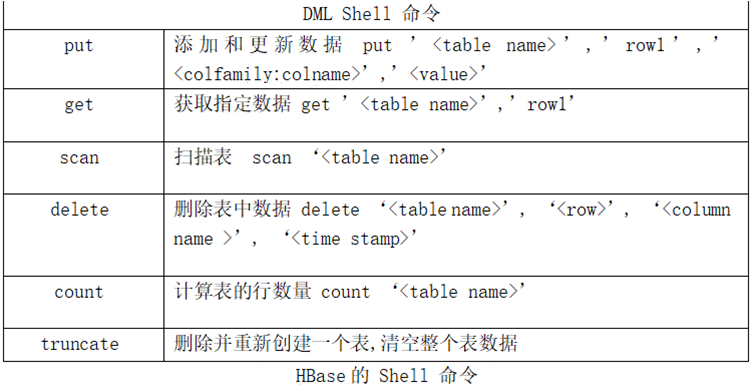 DML Shell 命令
put
添加和更新数据 put ’<table name>’,’row1’,’
<colfamily:colname>’,’<value>’
get
获取指定数据 get ’<table name>’,’row1’
scan
扫描表 scan ‘<table name>’
delete
删除表中数据 delete ‘<table name>’, ‘<row>’, ‘<column
name >’, ‘<time stamp>’
count
计算表的行数量 count ‘<table name>’
truncate
删除并重新创建一个表,清空整个表数据
HBase的 Shell 命令